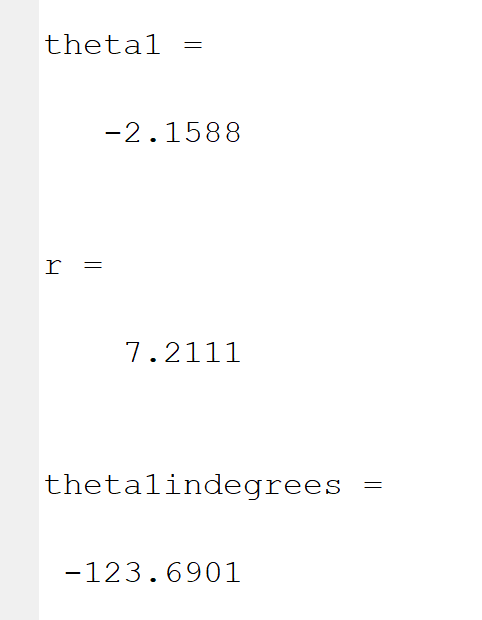 theta1 =
-2.1588
r =
7.2111
theta1indegrees =
-123.6901